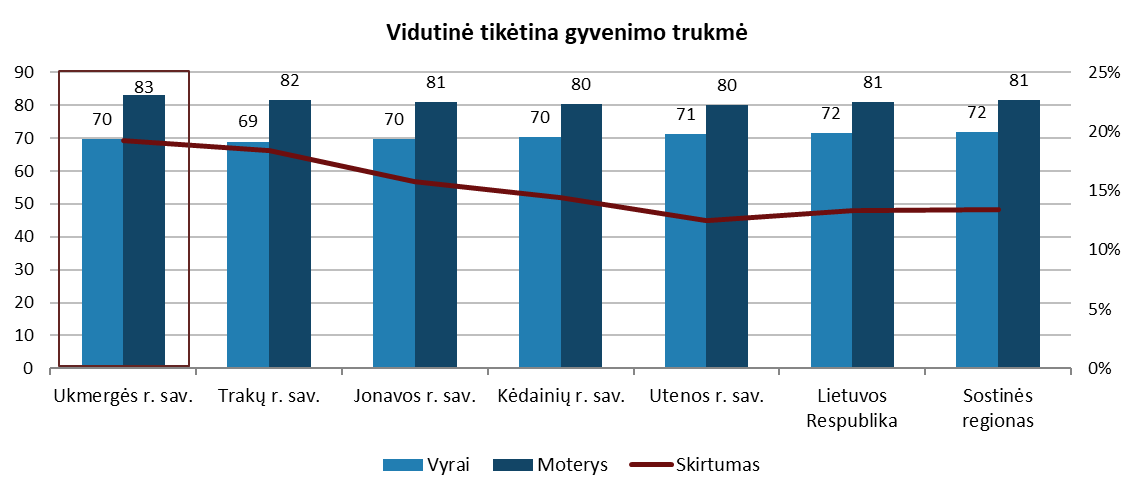 Vidutinė tikėtina gyvenimo trukmė
90
80
70
60
50
40
30
20
10
0
25%
20%
15%
10%
5%
0%
70 83
69 82
70 81
70 80
71 80
72 81
72 81
Ukmergės r. sav.
Trakų r. sav.
Jonavos r. sav.
Kėdainių r. sav.
Utenos r. sav.
Lietuvos
Respublika
Sostinės
regionas
Vyrai
Moterys
Skirtumas